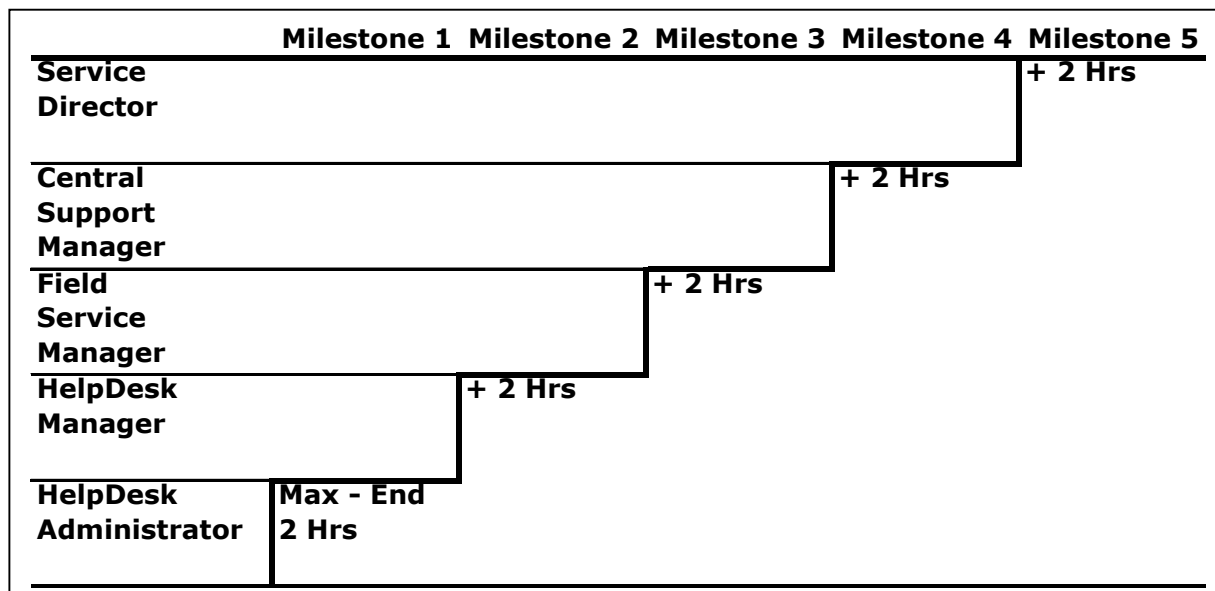 Milestone 1 Milestone 2 Milestone 3 Milestone 4 Milestone 5
Service + 2 Hrs
Director
Central + 2 Hrs
Support
Manager
Field + 2 Hrs
Service
Manager
HelpDesk + 2 Hrs
Manager
HelpDesk Max - End
Administrator 2 Hrs